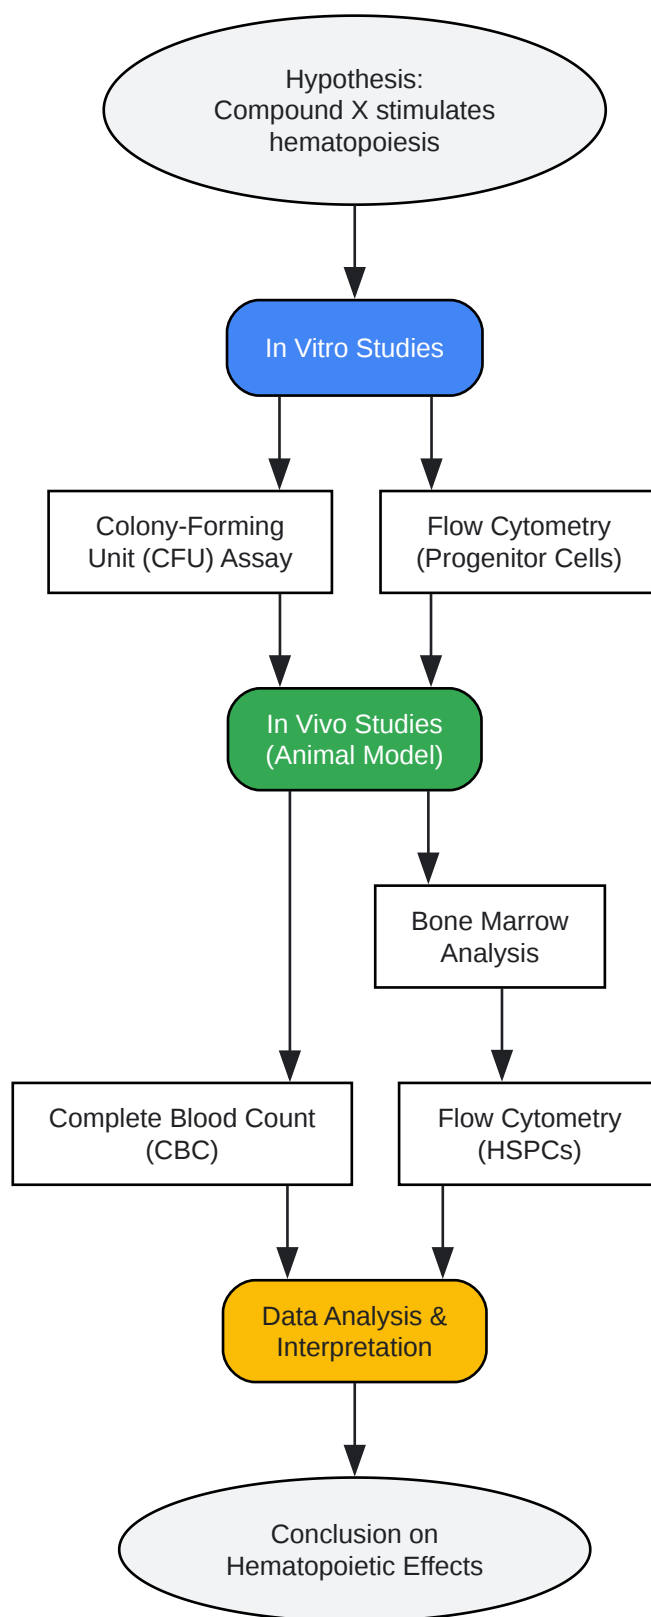 Hypothesis:
Compound X stimulates
hematopoiesis
In Vitro Studies
Colony-Forming
Unit (CFU) Assay
Flow Cytometry
(Progenitor Cells)
In Vivo Studies
(Animal Model)
Bone Marrow
Analysis
Complete Blood Count
(CBC)
Flow Cytometry
(HSPCs)
Data Analysis &
Interpretation
Conclusion on
Hematopoietic Effects